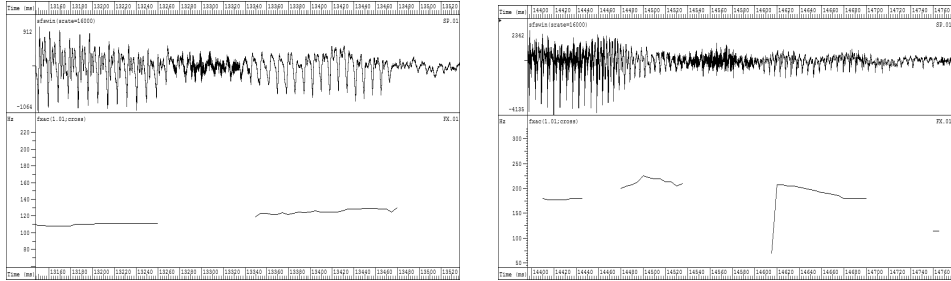 Time (ms) 13160 13180 13200 13220 13240 13260 13280 13300 13320 13340 13360 13380 13400 13420 13440 13460 13480 13500 13520
sfswin(srate=16000) SP.01
912
-1064
Hz fxac(1.01;cross) FX.01
220
200
180
160
140
120
100
80
Time (ms) 13160 13180 13200 13220 13240 13260 13280 13300 13320 13340 13360 13380 13400 13420 13440 13460 13480 13500 13520
Time (ms) 14400 14420 14440 14460 14480 14500 14520 14540 14560 14580 14600 14620 14640 14660 14680 14700 14720 14740 14760
sfswin(srate=16000) SP.01
2342
-4135
Hz fxac(1.01;cross) FX.01
300
250
200
150
100
50
Time (ms) 14400 14420 14440 14460 14480 14500 14520 14540 14560 14580 14600 14620 14640 14660 14680 14700 14720 14740 14760